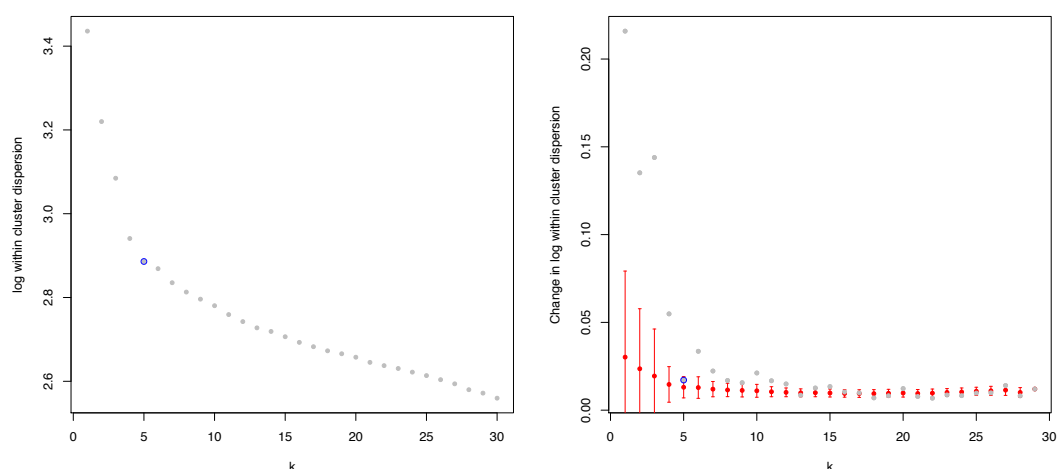 log within cluster dispersion
3.4
3.2
3.0
2.8
2.6
0 5 10 15 20 25 30
k
Change in log within cluster dispersion
0.20
0.15
0.10
0.05
0.00
0 5 10 15 20 25 30
k